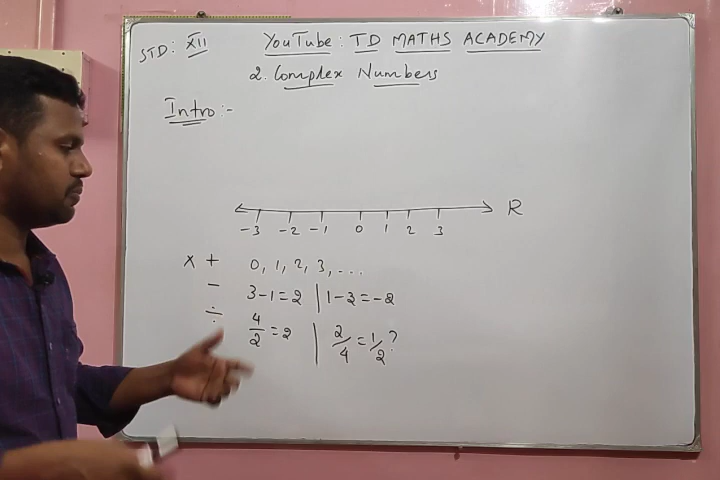 STD: XII YouTube: TD MATHS ACADEMY
2. Complex Numbers
Intro :-
R
-3 -2 -1 0 1 2 3
× + 0, 1, 2, 3, ...
- 3-1=2 | 1-3=-2
÷ 4/2=2 | 2/4=1/2?